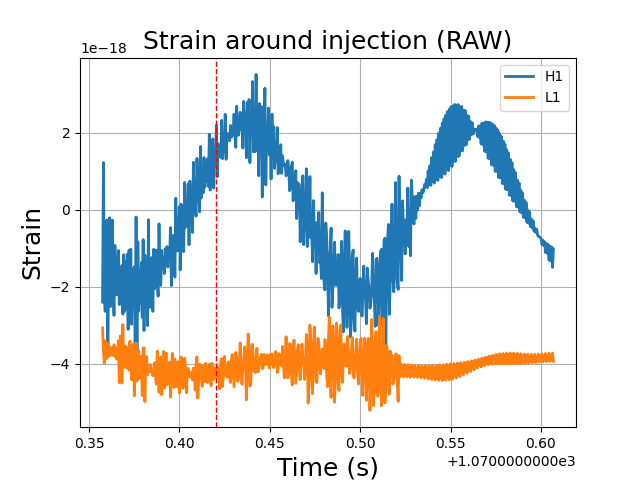 Strain around injection (RAW)
1e−18
H1
L1
2
0
−2
−4
Strain
0.35 0.40 0.45 0.50 0.55 0.60
+1.0700000000e3
Time (s)